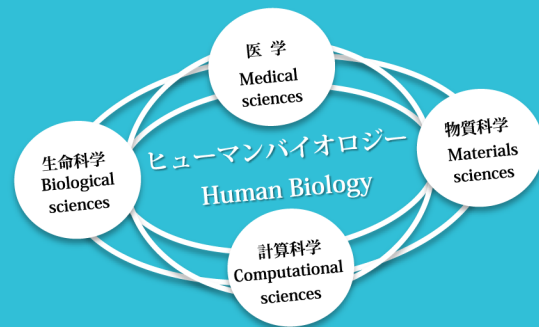 医 学
Medical
sciences
物質科学
Materials
sciences
生命科学
Biological
sciences
ヒューマンバイオロジー
Human Biology
計算科学
Computational
sciences